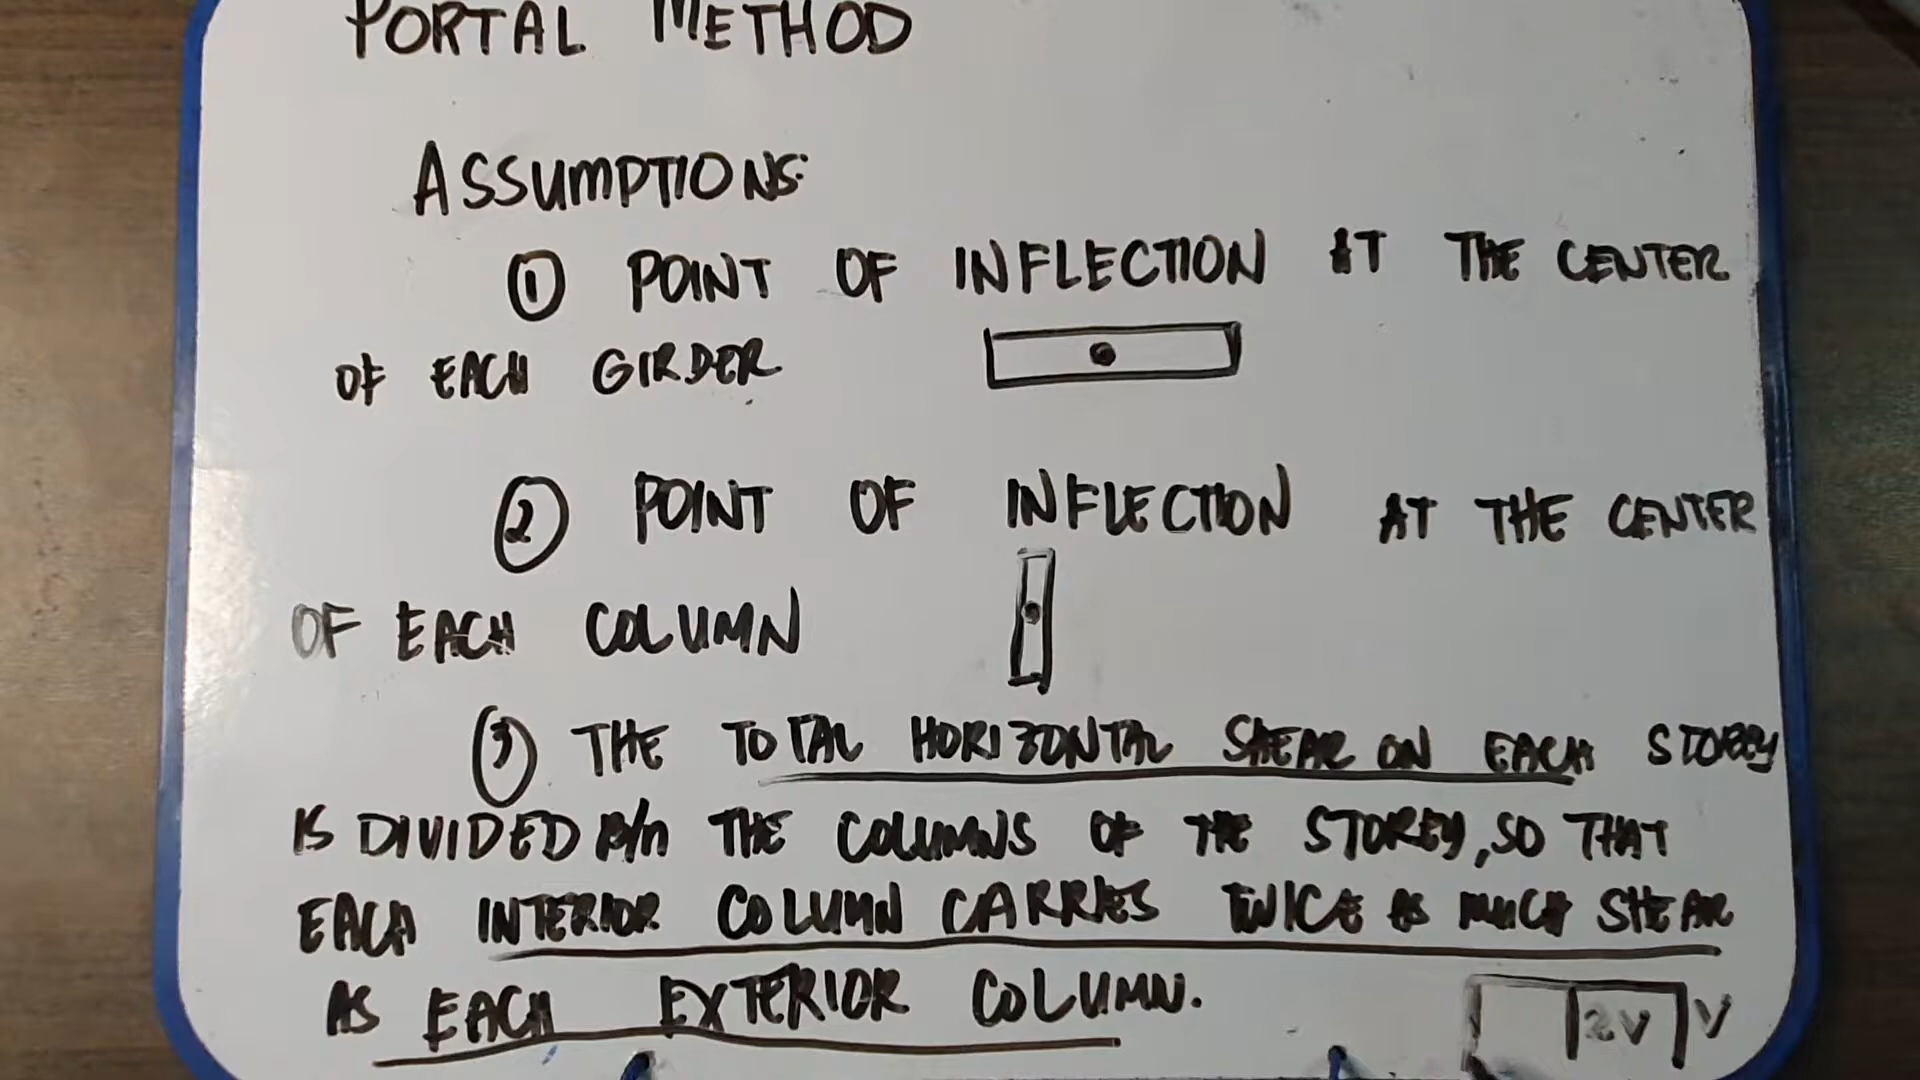 PORTAL METHOD
ASSUMPTIONS:
① POINT OF INFLECTION AT THE CENTER
OF EACH GIRDER
② POINT OF INFLECTION AT THE CENTER
OF EACH COLUMN
③ THE TOTAL HORIZONTAL SHEAR ON EACH STOREY
IS DIVIDED B/n THE COLUMNS OF THE STOREY, SO THAT
EACH INTERIOR COLUMN CARRIES TWICE AS MUCH SHEAR
AS EACH EXTERIOR COLUMN.
2V V